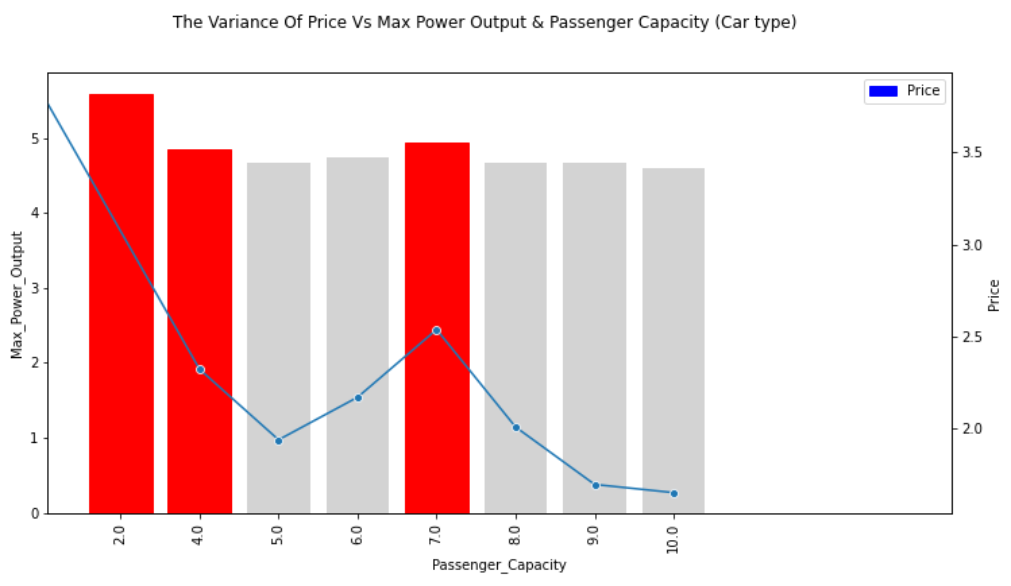 The Variance Of Price Vs Max Power Output & Passenger Capacity (Car type)
Price
5
4
3
2
1
0
Max_Power_Output
3.5
3.0
2.5
2.0
Price
2.0 4.0 5.0 6.0 7.0 8.0 9.0 10.0
Passenger_Capacity